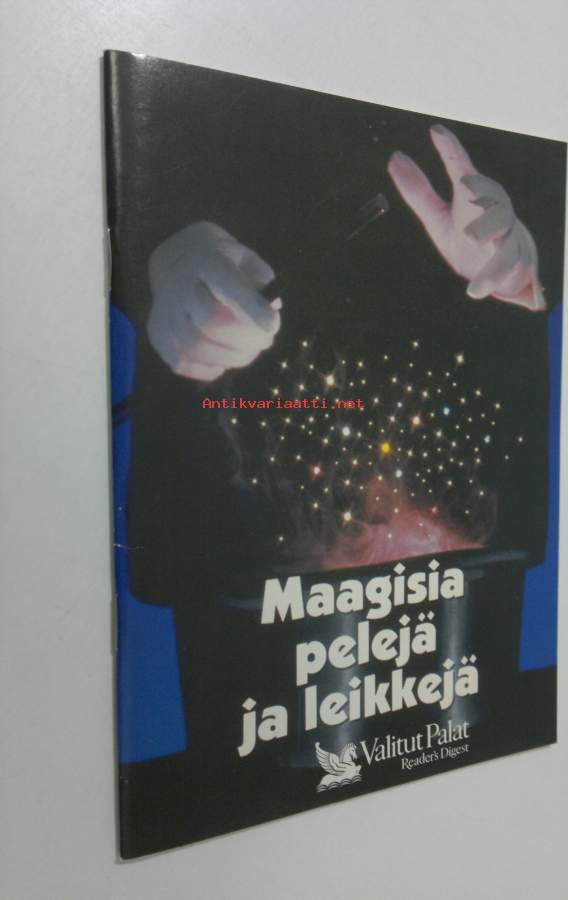 Antikvariaatti.net
Maagisia
pelejä
ja leikkejä
Valitut Palat
Reader's Digest